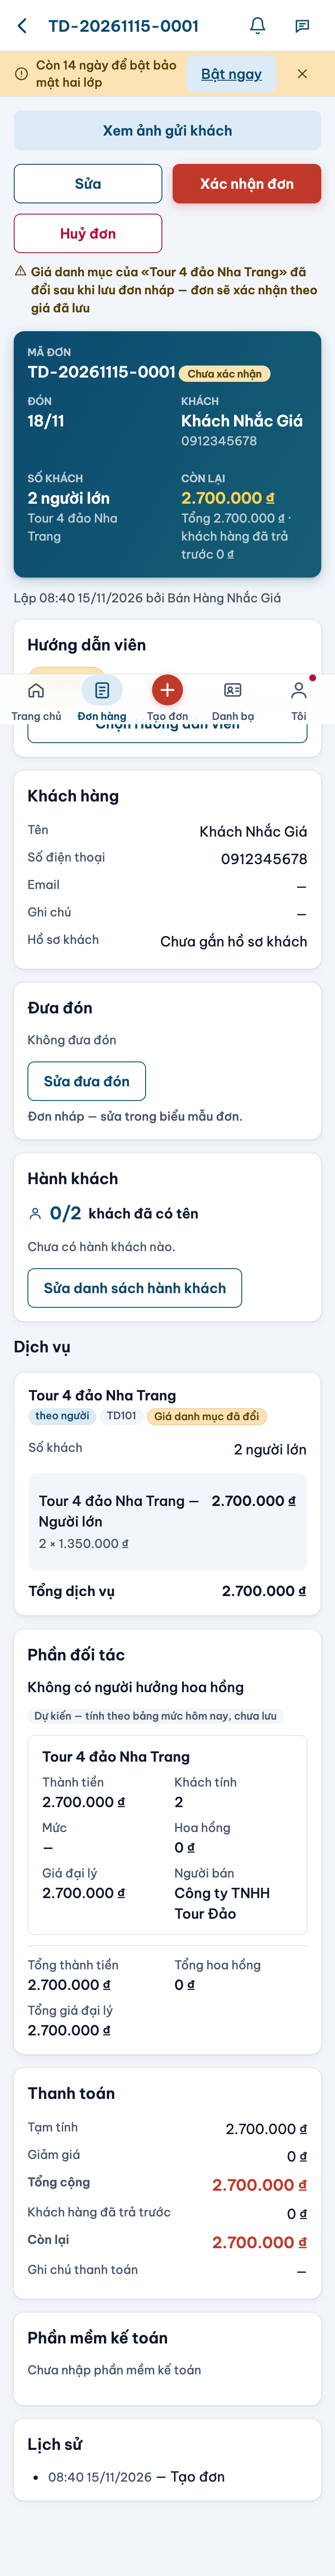 TD-20261115-0001
Còn 14 ngày để bật bảo
mật hai lớp
Bật ngay
Xem ảnh gửi khách
Sửa
Xác nhận đơn
Huỷ đơn
Giá danh mục của «Tour 4 đảo Nha Trang» đã
đổi sau khi lưu đơn nháp — đơn sẽ xác nhận theo
giá đã lưu
MÃ ĐƠN
TD-20261115-0001 Chưa xác nhận
ĐÓN
18/11
KHÁCH
Khách Nhắc Giá
0912345678
SỐ KHÁCH
2 người lớn
Tour 4 đảo Nha
Trang
CÒN LẠI
2.700.000 ₫
Tổng 2.700.000 ₫ ·
khách hàng đã trả
trước 0 ₫
Lập 08:40 15/11/2026 bởi Bán Hàng Nhắc Giá
Hướng dẫn viên
Trang chủ
Đơn hàng
Tạo đơn
Danh bạ
Tôi
Chọn hướng dẫn viên
Khách hàng
Tên Khách Nhắc Giá
Số điện thoại 0912345678
Email —
Ghi chú —
Hồ sơ khách Chưa gắn hồ sơ khách
Đưa đón
Không đưa đón
Sửa đưa đón
Đơn nháp — sửa trong biểu mẫu đơn.
Hành khách
0/2 khách đã có tên
Chưa có hành khách nào.
Sửa danh sách hành khách
Dịch vụ
Tour 4 đảo Nha Trang
theo người TD101 Giá danh mục đã đổi
Số khách 2 người lớn
Tour 4 đảo Nha Trang — 2.700.000 ₫
Người lớn
2 × 1.350.000 ₫
Tổng dịch vụ 2.700.000 ₫
Phần đối tác
Không có người hưởng hoa hồng
Dự kiến — tính theo bảng mức hôm nay, chưa lưu
Tour 4 đảo Nha Trang
Thành tiền
2.700.000 ₫
Khách tính
2
Mức
—
Hoa hồng
0 ₫
Giá đại lý
2.700.000 ₫
Người bán
Công ty TNHH
Tour Đảo
Tổng thành tiền
2.700.000 ₫
Tổng hoa hồng
0 ₫
Tổng giá đại lý
2.700.000 ₫
Thanh toán
Tạm tính 2.700.000 ₫
Giảm giá 0 ₫
Tổng cộng 2.700.000 ₫
Khách hàng đã trả trước 0 ₫
Còn lại 2.700.000 ₫
Ghi chú thanh toán —
Phần mềm kế toán
Chưa nhập phần mềm kế toán
Lịch sử
• 08:40 15/11/2026 — Tạo đơn